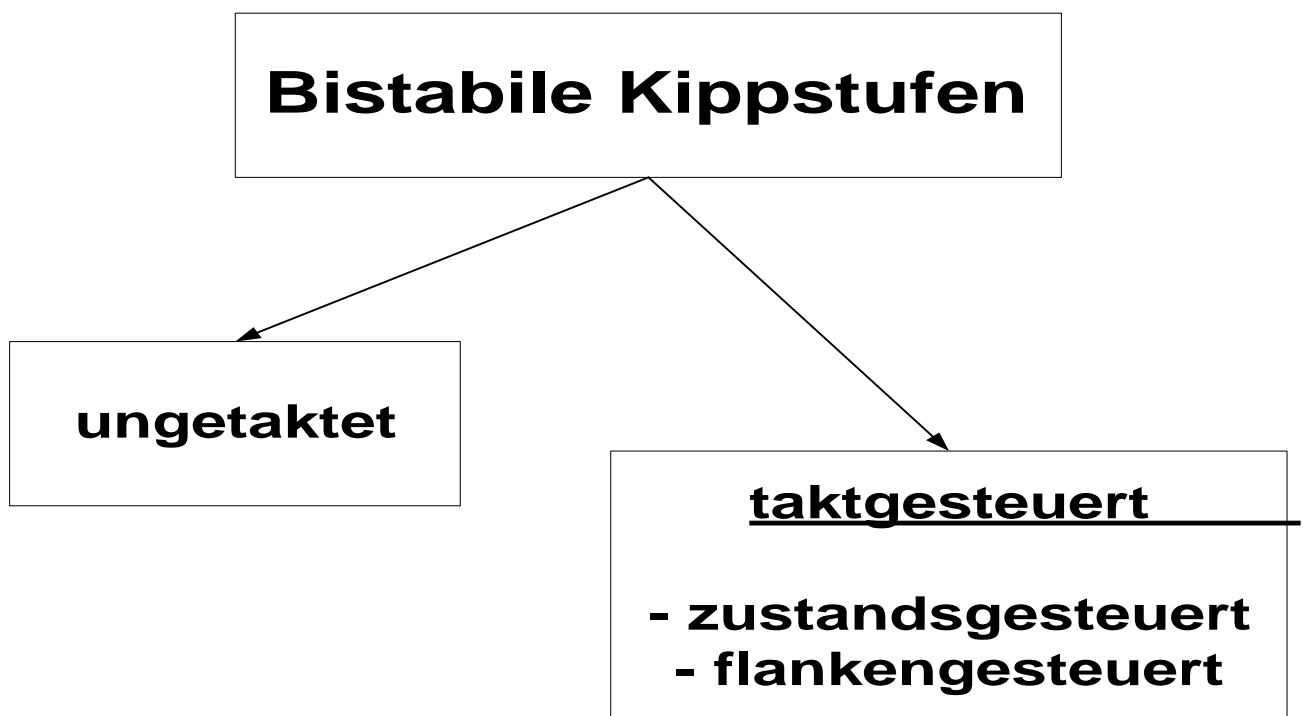 Bistabile Kippstufen
ungetaktet
taktgesteuert
- zustandsgesteuert
- flankengesteuert